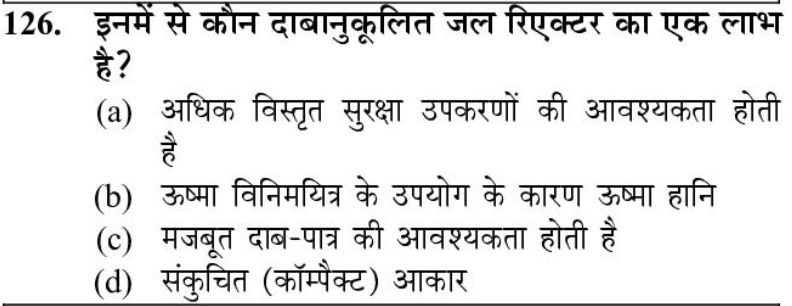 126. इनमें से कौन दाबानुकूलित जल रिएक्टर का एक लाभ
है?
(a) अधिक विस्तृत सुरक्षा उपकरणों की आवश्यकता होती
है
(b) ऊष्मा विनिमयित्र के उपयोग के कारण ऊष्मा हानि
(c) मजबूत दाब-पात्र की आवश्यकता होती है
(d) संकुचित (कॉम्पैक्ट) आकार